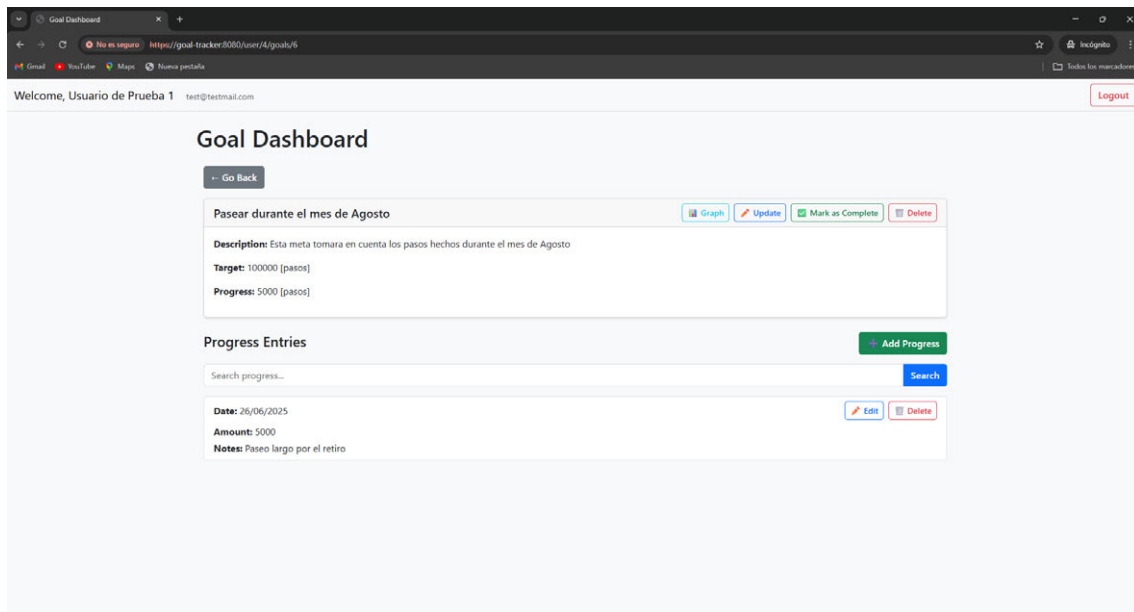 Goal Dashboard
No es seguro https://goal-tracker:8080/user/4/goals/6 Incógnito
Gmail YouTube Maps Nueva pestaña Todos los marcadores
Welcome, Usuario de Prueba 1 test@testmail.com Logout
Goal Dashboard
← Go Back
Pasear durante el mes de Agosto Graph Update Mark as Complete Delete
Description: Esta meta tomara en cuenta los pasos hechos durante el mes de Agosto
Target: 100000 [pasos]
Progress: 5000 [pasos]
Progress Entries + Add Progress
Search progress... Search
Date: 26/06/2025 Edit Delete
Amount: 5000
Notes: Paseo largo por el retiro